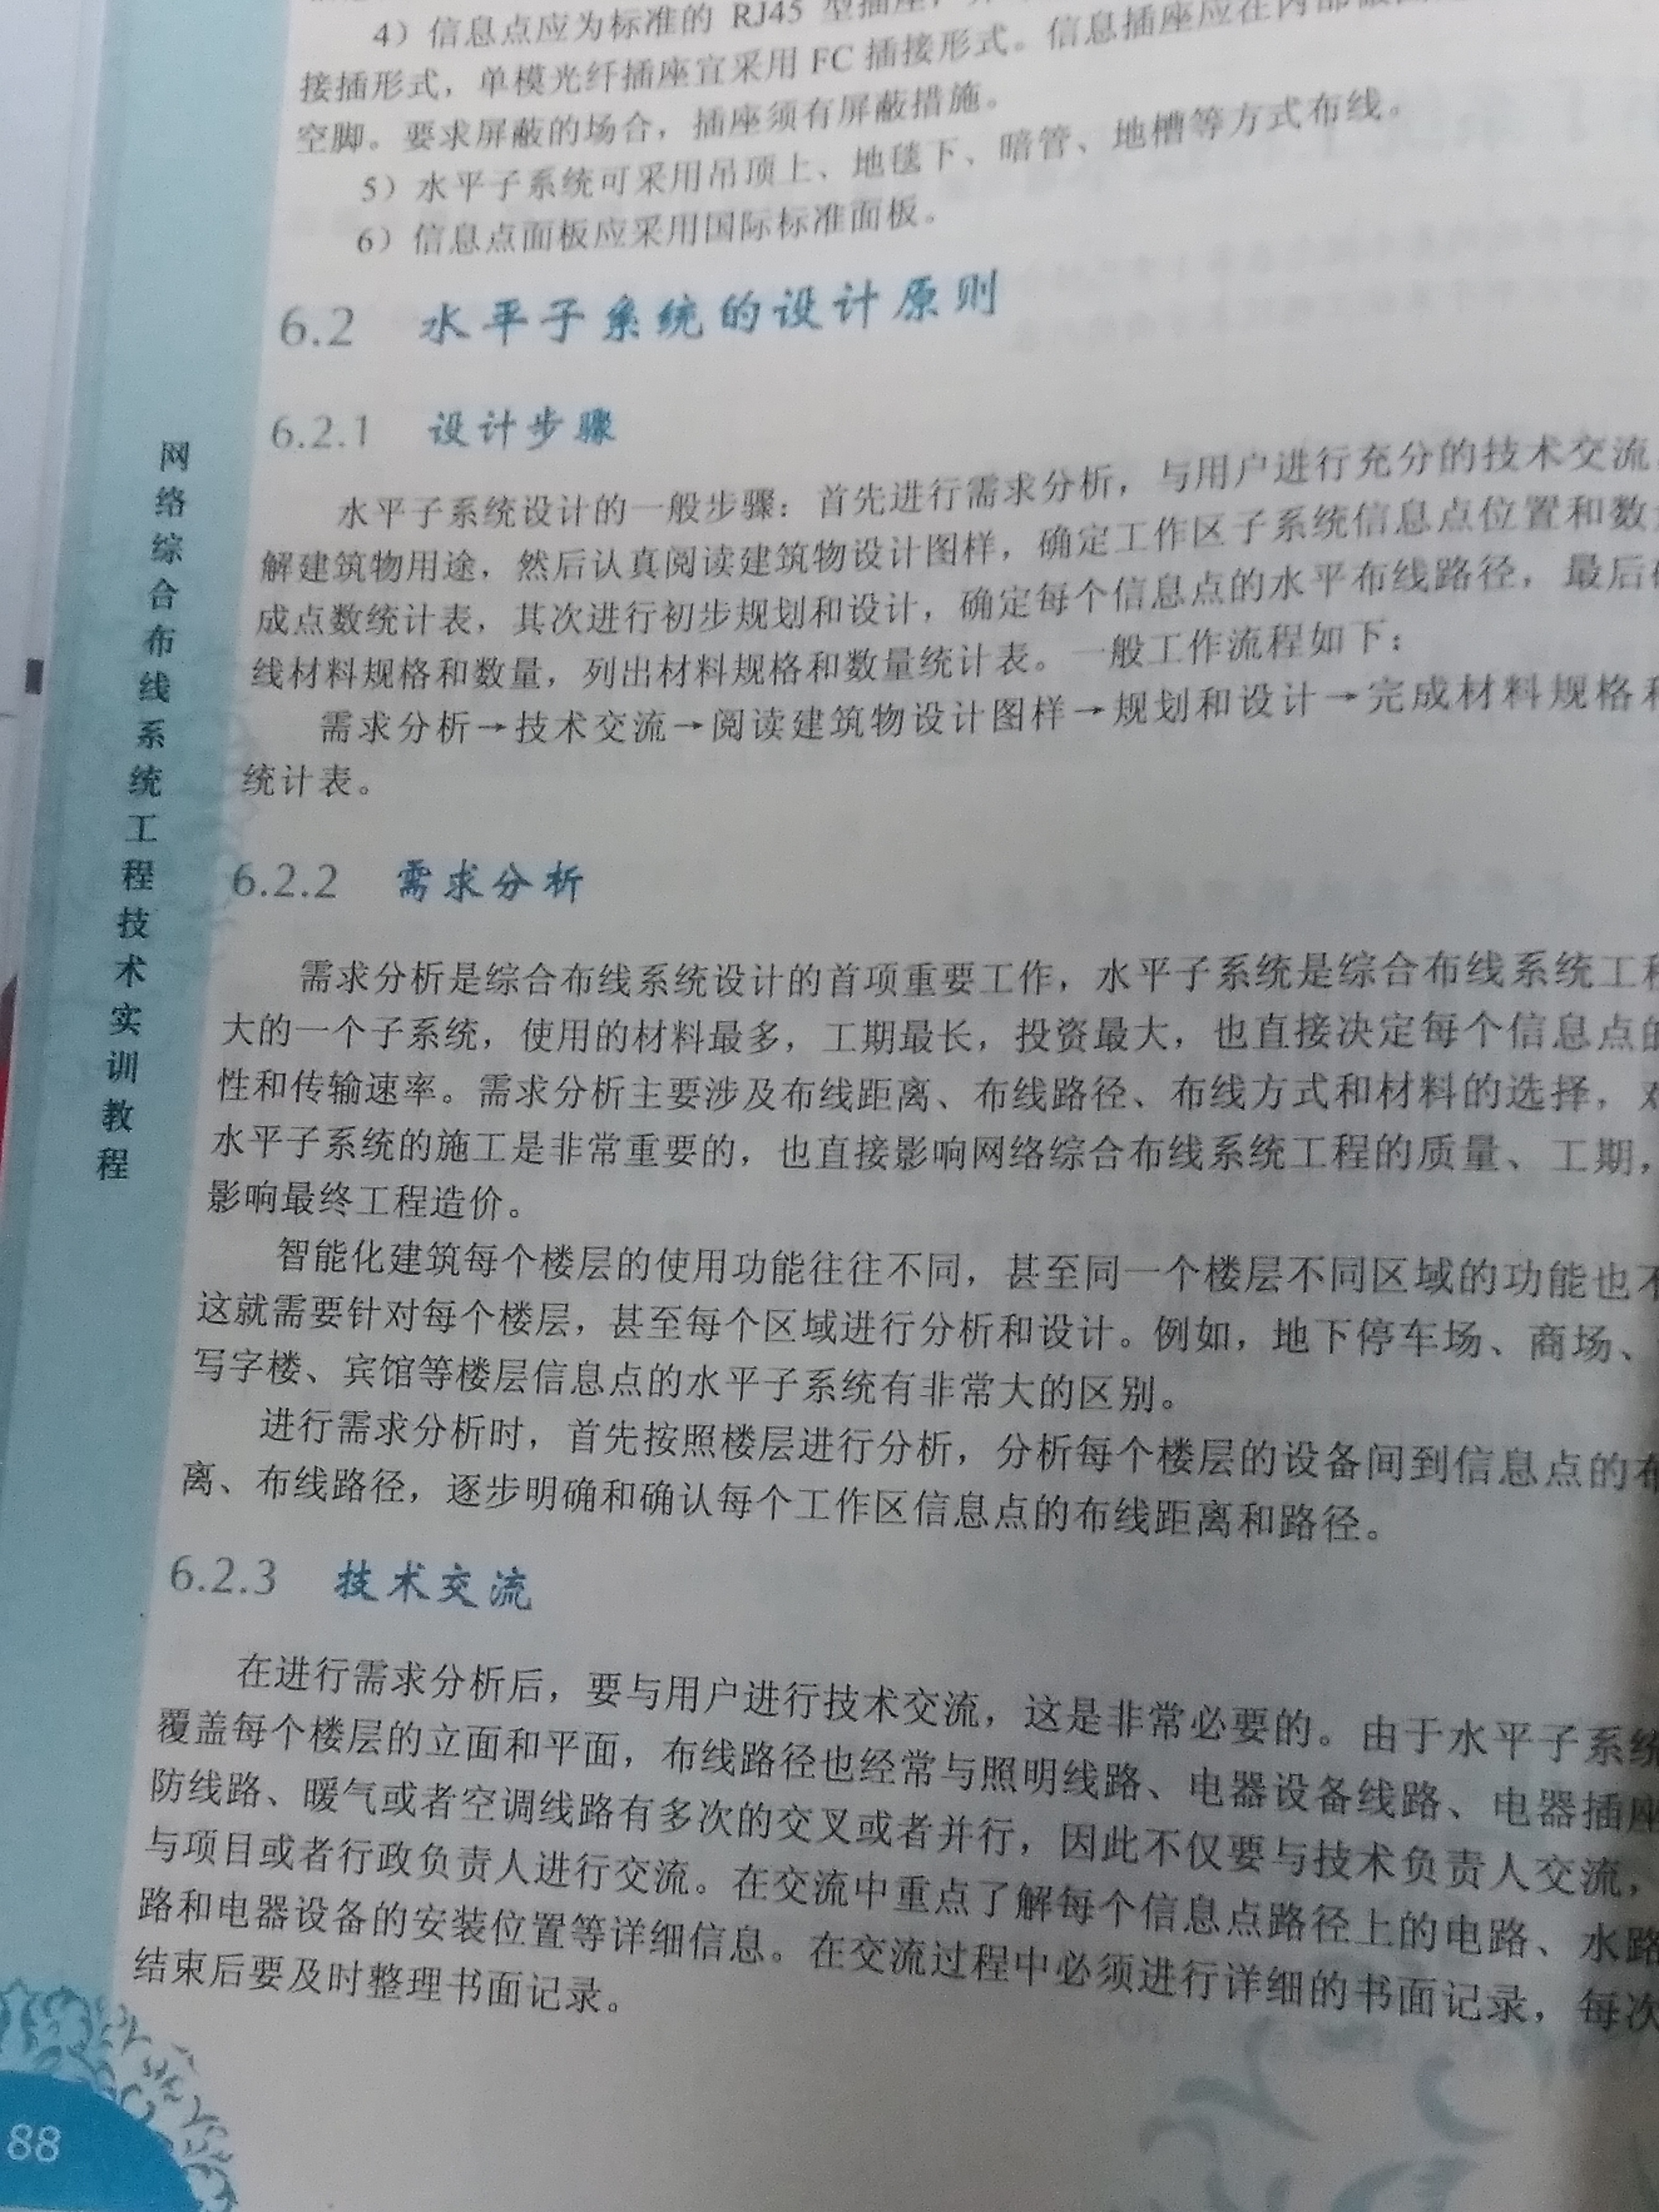 4）信息点应为标准的 RJ45 型插座，
接插形式，单模光纤插座宜采用 FC 插接形式。信息插座应在内部
空脚。要求屏蔽的场合，插座须有屏蔽措施。
5）水平子系统可采用吊顶上、地毯下、暗管、地槽等方式布线。
6）信息点面板应采用国际标准面板。
6.2 水平子系统的设计原则
6.2.1 设计步骤
水平子系统设计的一般步骤：首先进行需求分析，与用户进行充分的技术交流，
解建筑物用途，然后认真阅读建筑物设计图样，确定工作区子系统信息点位置和数
成点数统计表，其次进行初步规划和设计，确定每个信息点的水平布线路径，最后
线材料规格和数量，列出材料规格和数量统计表。一般工作流程如下：
需求分析→技术交流→阅读建筑物设计图样→规划和设计→完成材料规格和
统计表。
6.2.2 需求分析
需求分析是综合布线系统设计的首项重要工作，水平子系统是综合布线系统工程
大的一个子系统，使用的材料最多，工期最长，投资最大，也直接决定每个信息点的
性和传输速率。需求分析主要涉及布线距离、布线路径、布线方式和材料的选择，对
水平子系统的施工是非常重要的，也直接影响网络综合布线系统工程的质量、工期，
影响最终工程造价。
智能化建筑每个楼层的使用功能往往不同，甚至同一个楼层不同区域的功能也不
这就需要针对每个楼层，甚至每个区域进行分析和设计。例如，地下停车场、商场、
写字楼、宾馆等楼层信息点的水平子系统有非常大的区别。
进行需求分析时，首先按照楼层进行分析，分析每个楼层的设备间到信息点的布
离、布线路径，逐步明确和确认每个工作区信息点的布线距离和路径。
6.2.3 技术交流
在进行需求分析后，要与用户进行技术交流，这是非常必要的。由于水平子系统
覆盖每个楼层的立面和平面，布线路径也经常与照明线路、电器设备线路、电器插座
防线路、暖气或者空调线路有多次的交叉或者并行，因此不仅要与技术负责人交流，
与项目或者行政负责人进行交流。在交流中重点了解每个信息点路径上的电路、水路
路和电器设备的安装位置等详细信息。在交流过程中必须进行详细的书面记录，每次
结束后要及时整理书面记录。
网络综合布线系统工程技术实训教程
88